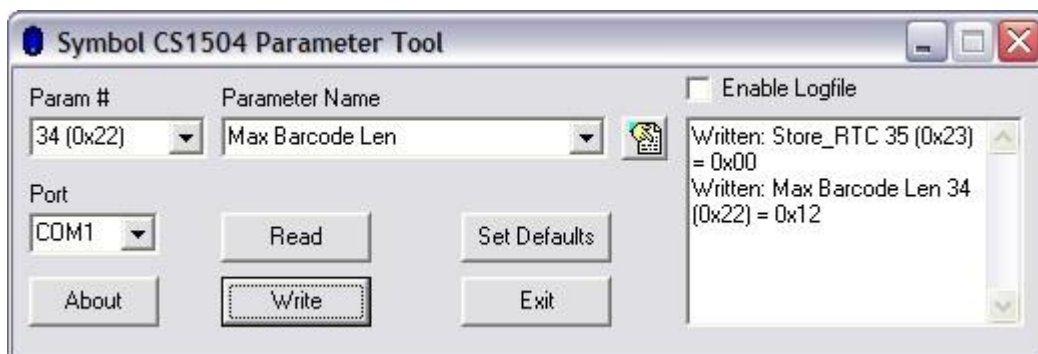 Symbol CS1504 Parameter Tool
Param #
Parameter Name
Enable Logfile
34 (0x22)
Max Barcode Len
Written: Store_RTC 35 (0x23)
= 0x00
Written: Max Barcode Len 34
(0x22) = 0x12
Port
COM1
Read
Set Defaults
About
Write
Exit